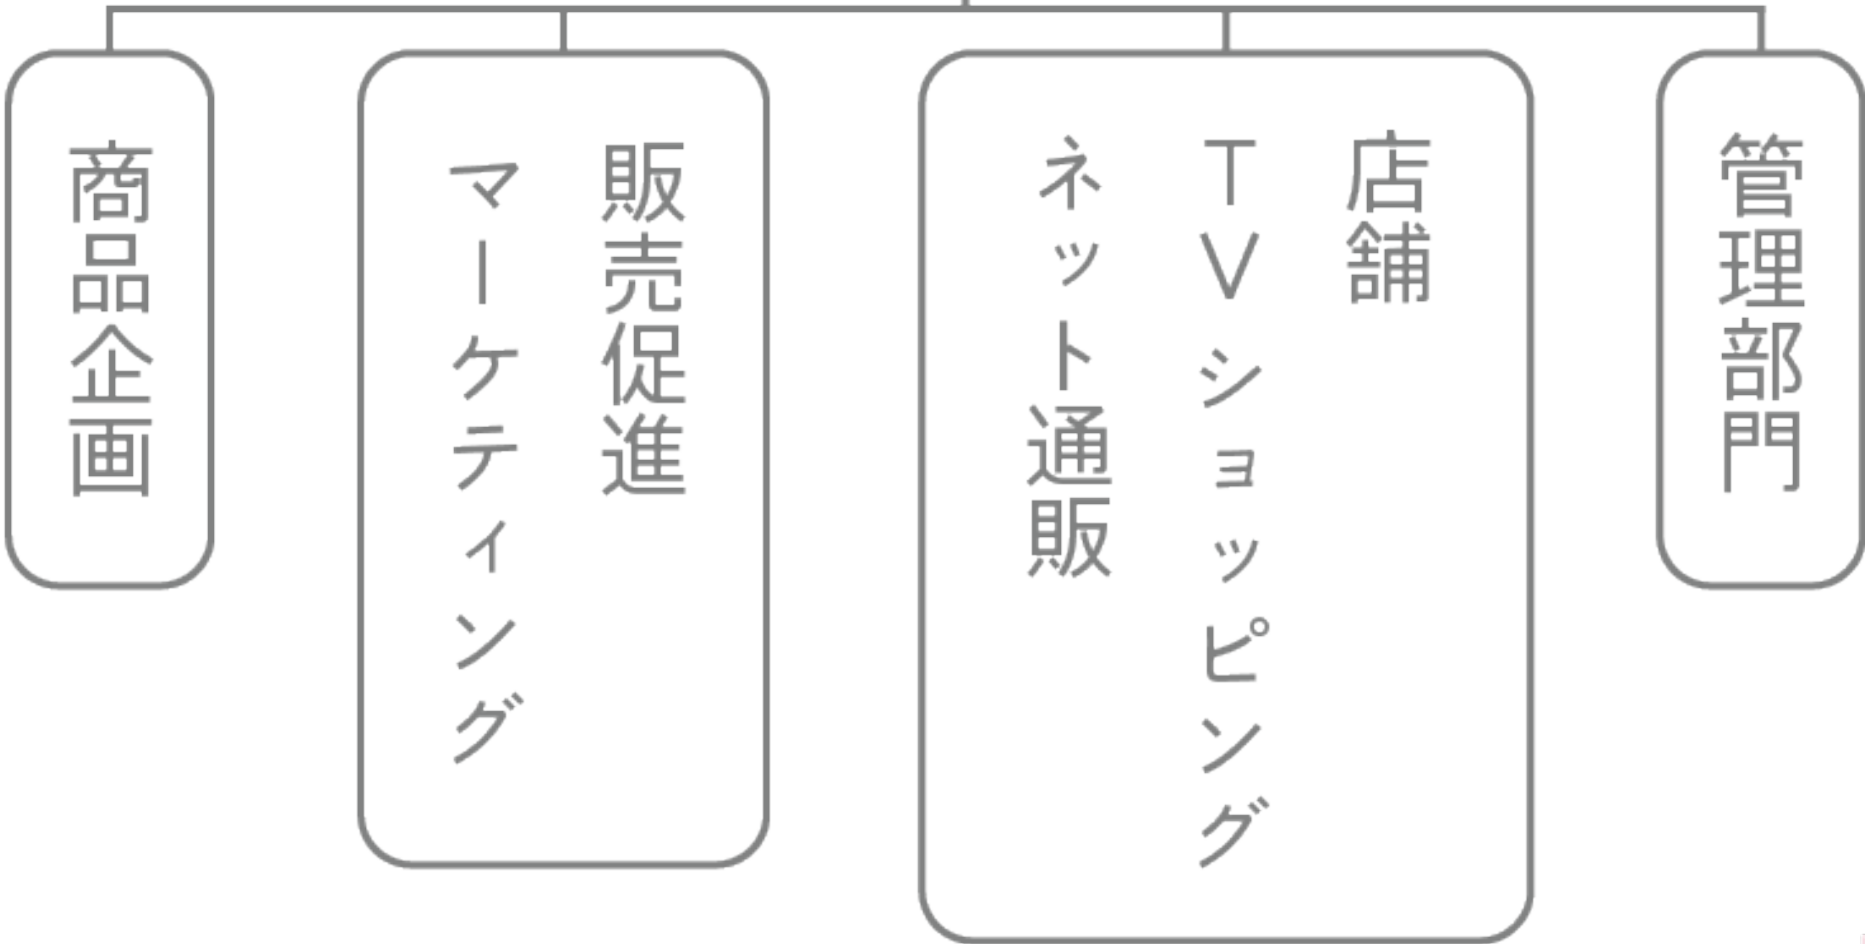 管理部門
店舗
TVショッピング
ネット通販
販売促進
マーケティング
商品企画